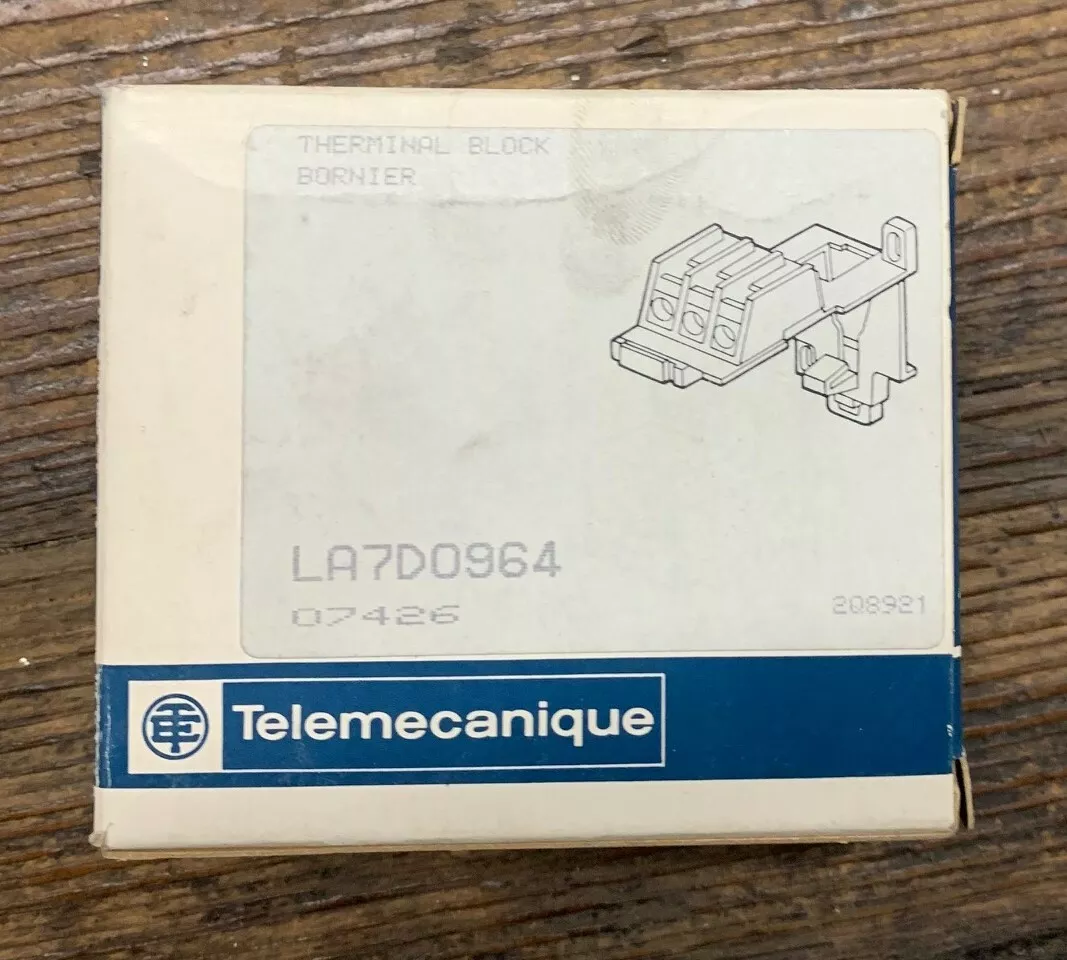 THERMINAL BLOCK
BORNIER
LA7D0964
07426
208921
Telemecanique